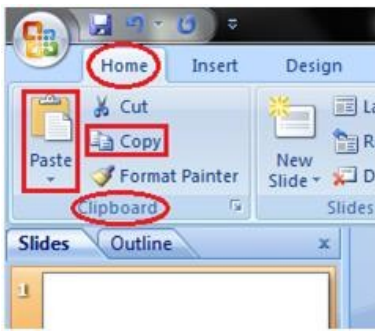 Home Insert Design
Cut
Copy
Format Painter
Paste
Clipboard
New
Slide
Slides
Slides Outline
1